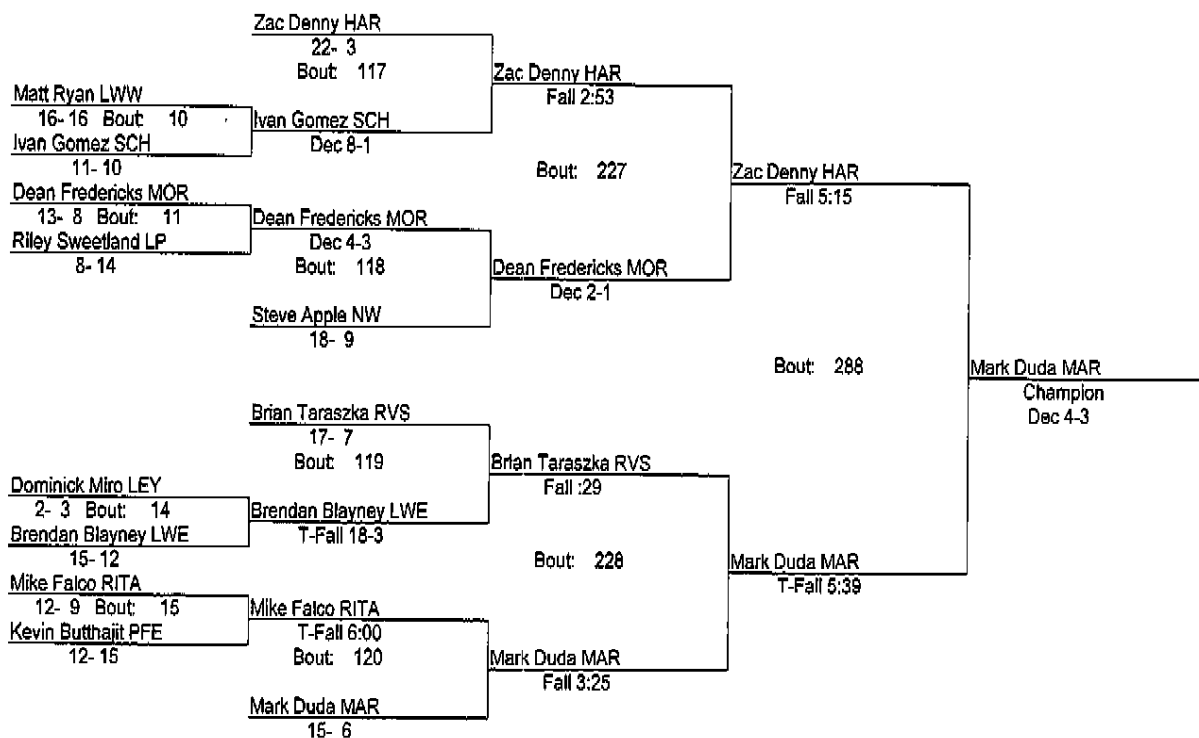 Zac Denny HAR
22- 3
Bout: 117
Zac Denny HAR
Fall 2:53
Matt Ryan LWW
16- 16 Bout: 10
Ivan Gomez SCH
Dec 8-1
Ivan Gomez SCH
11- 10
Bout: 227
Zac Denny HAR
Fall 5:15
Dean Fredericks MOR
13- 8 Bout: 11
Dean Fredericks MOR
Dec 4-3
Riley Sweetland LP
8- 14
Bout: 118
Dean Fredericks MOR
Dec 2-1
Steve Apple NW
18- 9
Bout: 288
Mark Duda MAR
Champion
Dec 4-3
Brian Taraszka RVS
17- 7
Bout: 119
Brian Taraszka RVS
Fall :29
Dominick Miro LEY
2- 3 Bout: 14
Brendan Blayney LWE
T-Fall 18-3
Brendan Blayney LWE
15- 12
Bout: 228
Mark Duda MAR
T-Fall 5:39
Mike Falco RITA
12- 9 Bout: 15
Mike Falco RITA
T-Fall 6:00
Kevin Butthajit PFE
12- 15
Bout: 120
Mark Duda MAR
Fall 3:25
Mark Duda MAR
15- 6